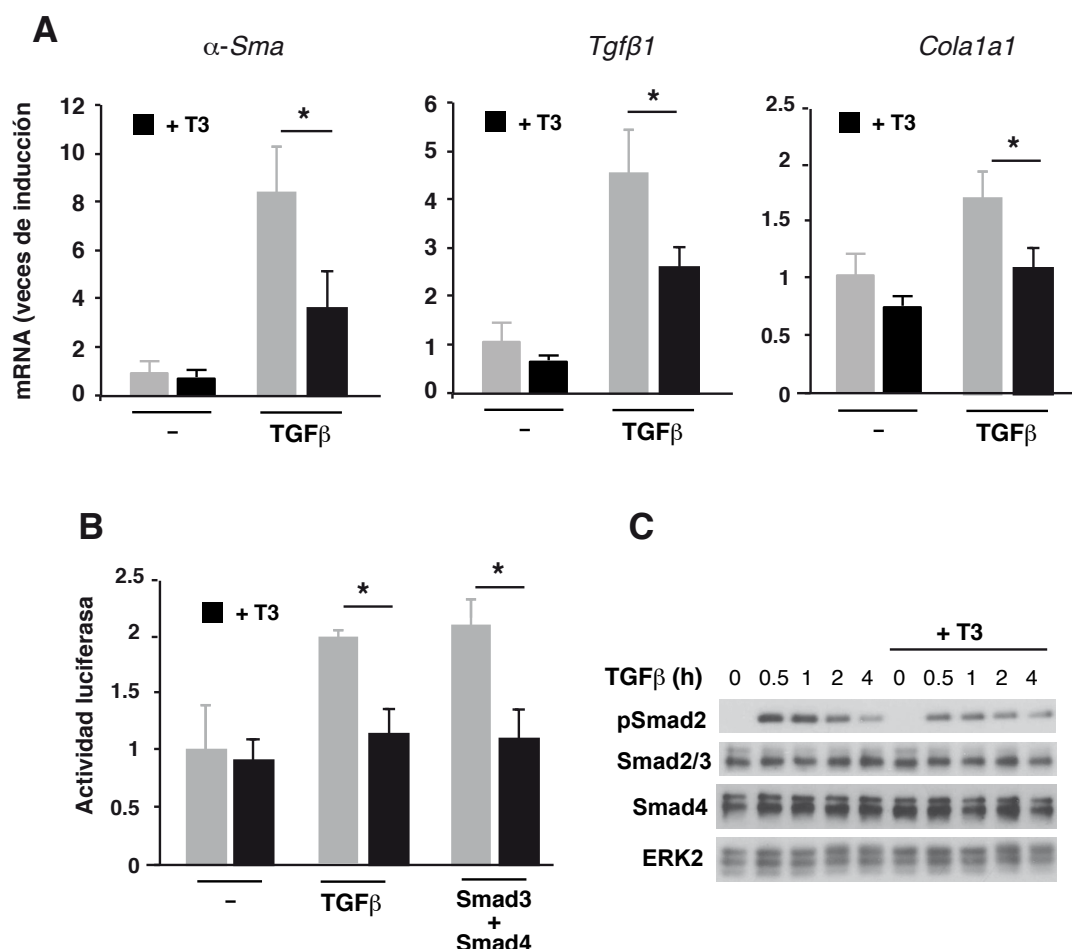 A
α-Sma
Tgfβ1
Cola1a1
mRNA (veces de inducción)
12
10
8
6
4
2
0
+ T3
*
–
TGFβ
6
5
4
3
2
1
0
+ T3
*
–
TGFβ
2.5
2
1.5
1
0.5
0
+ T3
*
–
TGFβ
B
Actividad luciferasa
2.5
2
1.5
1
0.5
0
+ T3
*
*
–
TGFβ
Smad3
+
Smad4
C
+ T3
TGFβ (h) 0 0.5 1 2 4 0 0.5 1 2 4
pSmad2
Smad2/3
Smad4
ERK2